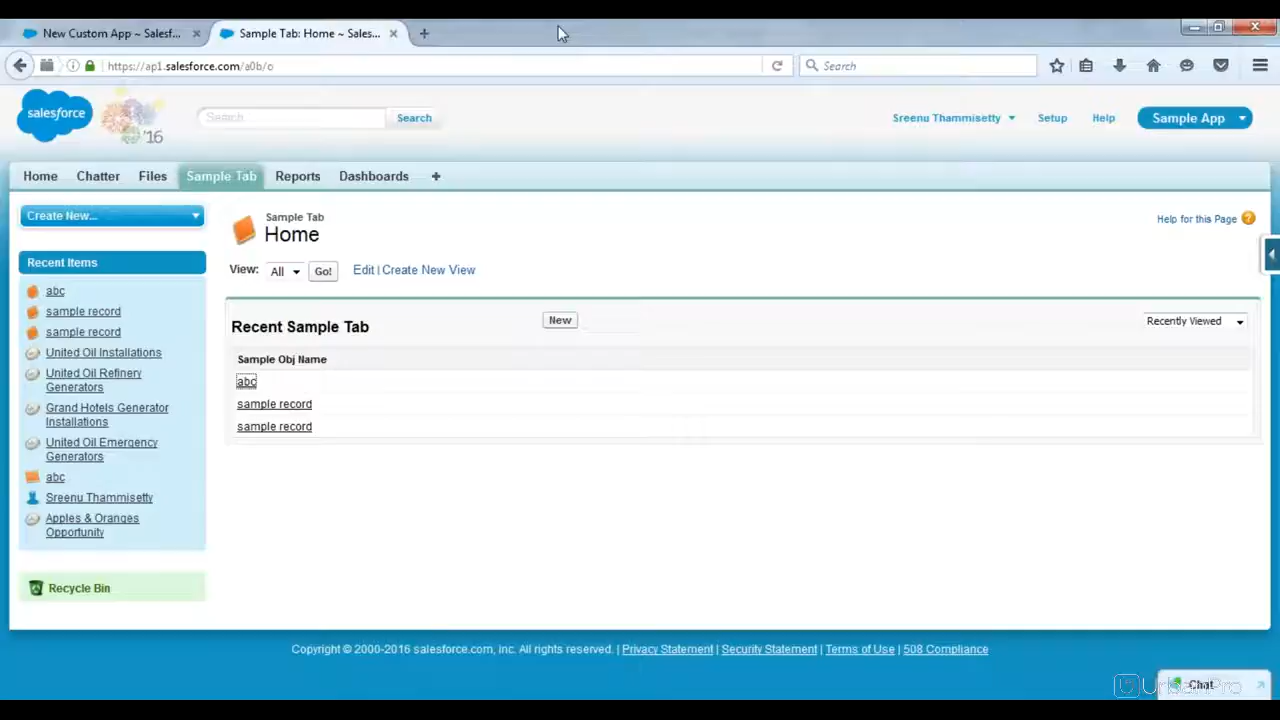 New Custom App ~ Salesf...
Sample Tab: Home ~ Sales...
https://ap1.salesforce.com/a0b/o
Search
salesforce
'16
Search
Search
Sreenu Thammisetty
Setup
Help
Sample App
Home
Chatter
Files
Sample Tab
Reports
Dashboards
+
Create New...
Sample Tab
Home
Help for this Page ?
View: All Go! Edit | Create New View
Recent Items
abc
sample record
sample record
United Oil Installations
United Oil Refinery
Generators
Grand Hotels Generator
Installations
United Oil Emergency
Generators
abc
Sreenu Thammisetty
Apples & Oranges
Opportunity
Recycle Bin
Recent Sample Tab
New
Recently Viewed
Sample Obj Name
abc
sample record
sample record
Copyright © 2000-2016 salesforce.com, inc. All rights reserved. | Privacy Statement | Security Statement | Terms of Use | 508 Compliance
Chat
UrbanPro